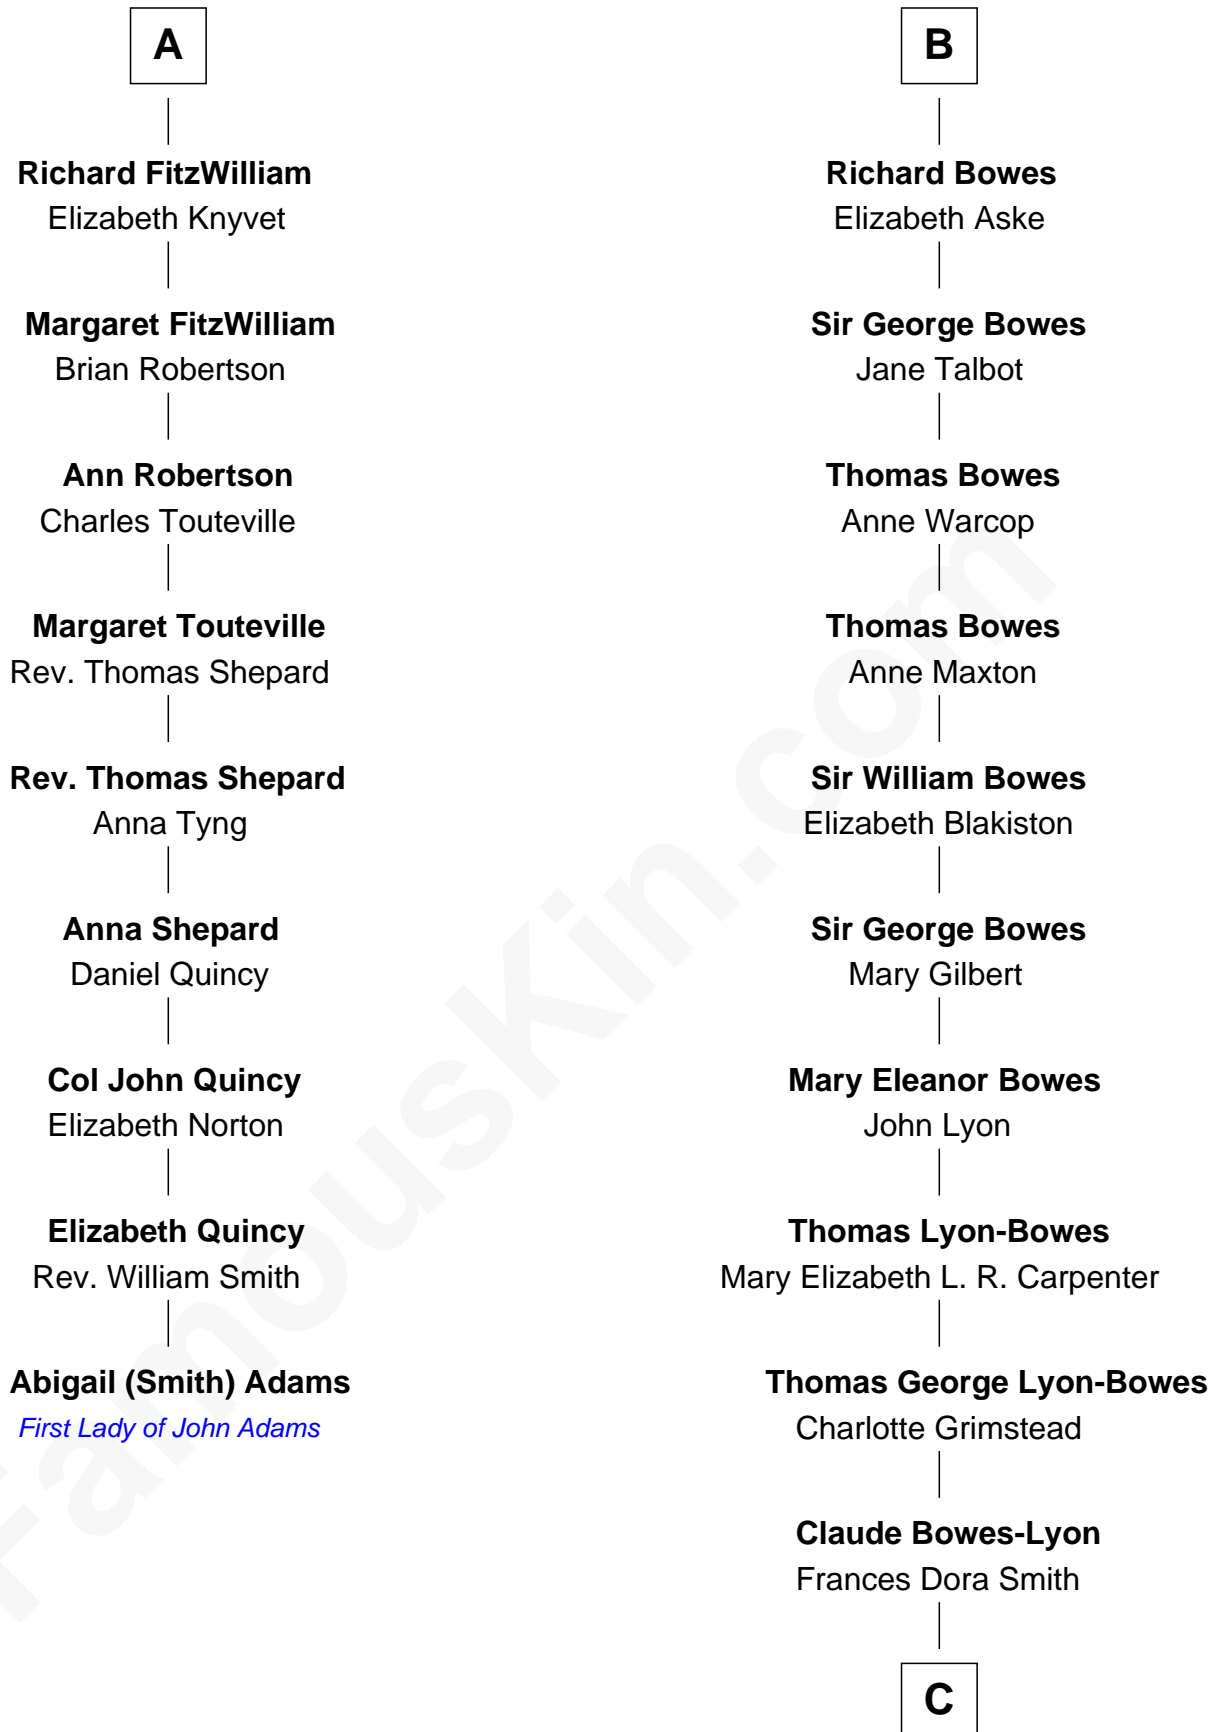 A
Richard FitzWilliam
Elizabeth Knyvet
Margaret FitzWilliam
Brian Robertson
Ann Robertson
Charles Touteville
Margaret Touteville
Rev. Thomas Shepard
Rev. Thomas Shepard
Anna Tyng
Anna Shepard
Daniel Quincy
Col John Quincy
Elizabeth Norton
Elizabeth Quincy
Rev. William Smith
Abigail (Smith) Adams
First Lady of John Adams
B
Richard Bowes
Elizabeth Aske
Sir George Bowes
Jane Talbot
Thomas Bowes
Anne Warcop
Thomas Bowes
Anne Maxton
Sir William Bowes
Elizabeth Blakiston
Sir George Bowes
Mary Gilbert
Mary Eleanor Bowes
John Lyon
Thomas Lyon-Bowes
Mary Elizabeth L. R. Carpenter
Thomas George Lyon-Bowes
Charlotte Grimstead
Claude Bowes-Lyon
Frances Dora Smith
C
FamousKin.com